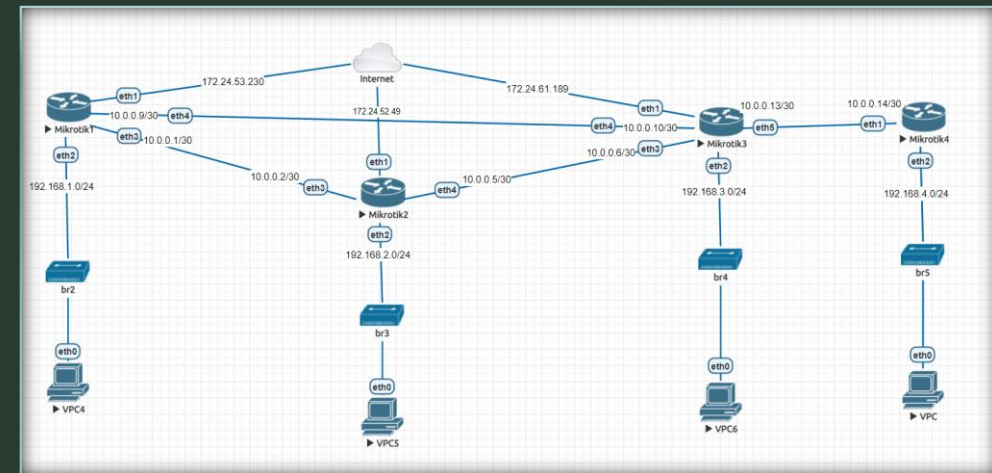 Internet
172.24.53.230
172.24.61.189
eth1
10.0.0.9/30
eth4
Mikrotik1
eth3
10.0.0.1/30
eth2
192.168.1.0/24
172.24.52.49
eth1
10.0.0.2/30
eth3
eth4
10.0.0.5/30
Mikrotik2
eth2
192.168.2.0/24
eth1
10.0.0.13/30
eth4
10.0.0.10/30
eth5
Mikrotik3
10.0.0.6/30
eth3
eth2
192.168.3.0/24
10.0.0.14/30
eth1
Mikrotik4
eth2
192.168.4.0/24
br2
br3
br4
br5
eth0
VPC4
eth0
VPC5
eth0
VPC6
eth0
VPC